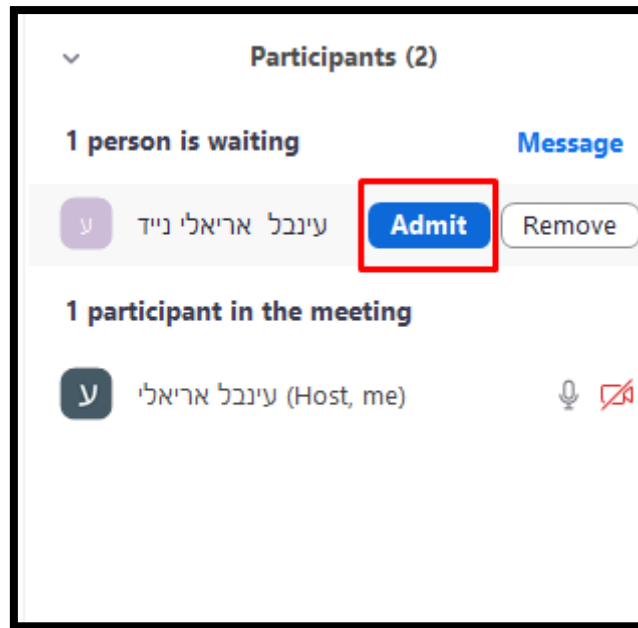 Participants (2)
1 person is waiting Message
ע עינבל אריאלי נייד Admit Remove
1 participant in the meeting
ע עינבל אריאלי (Host, me)